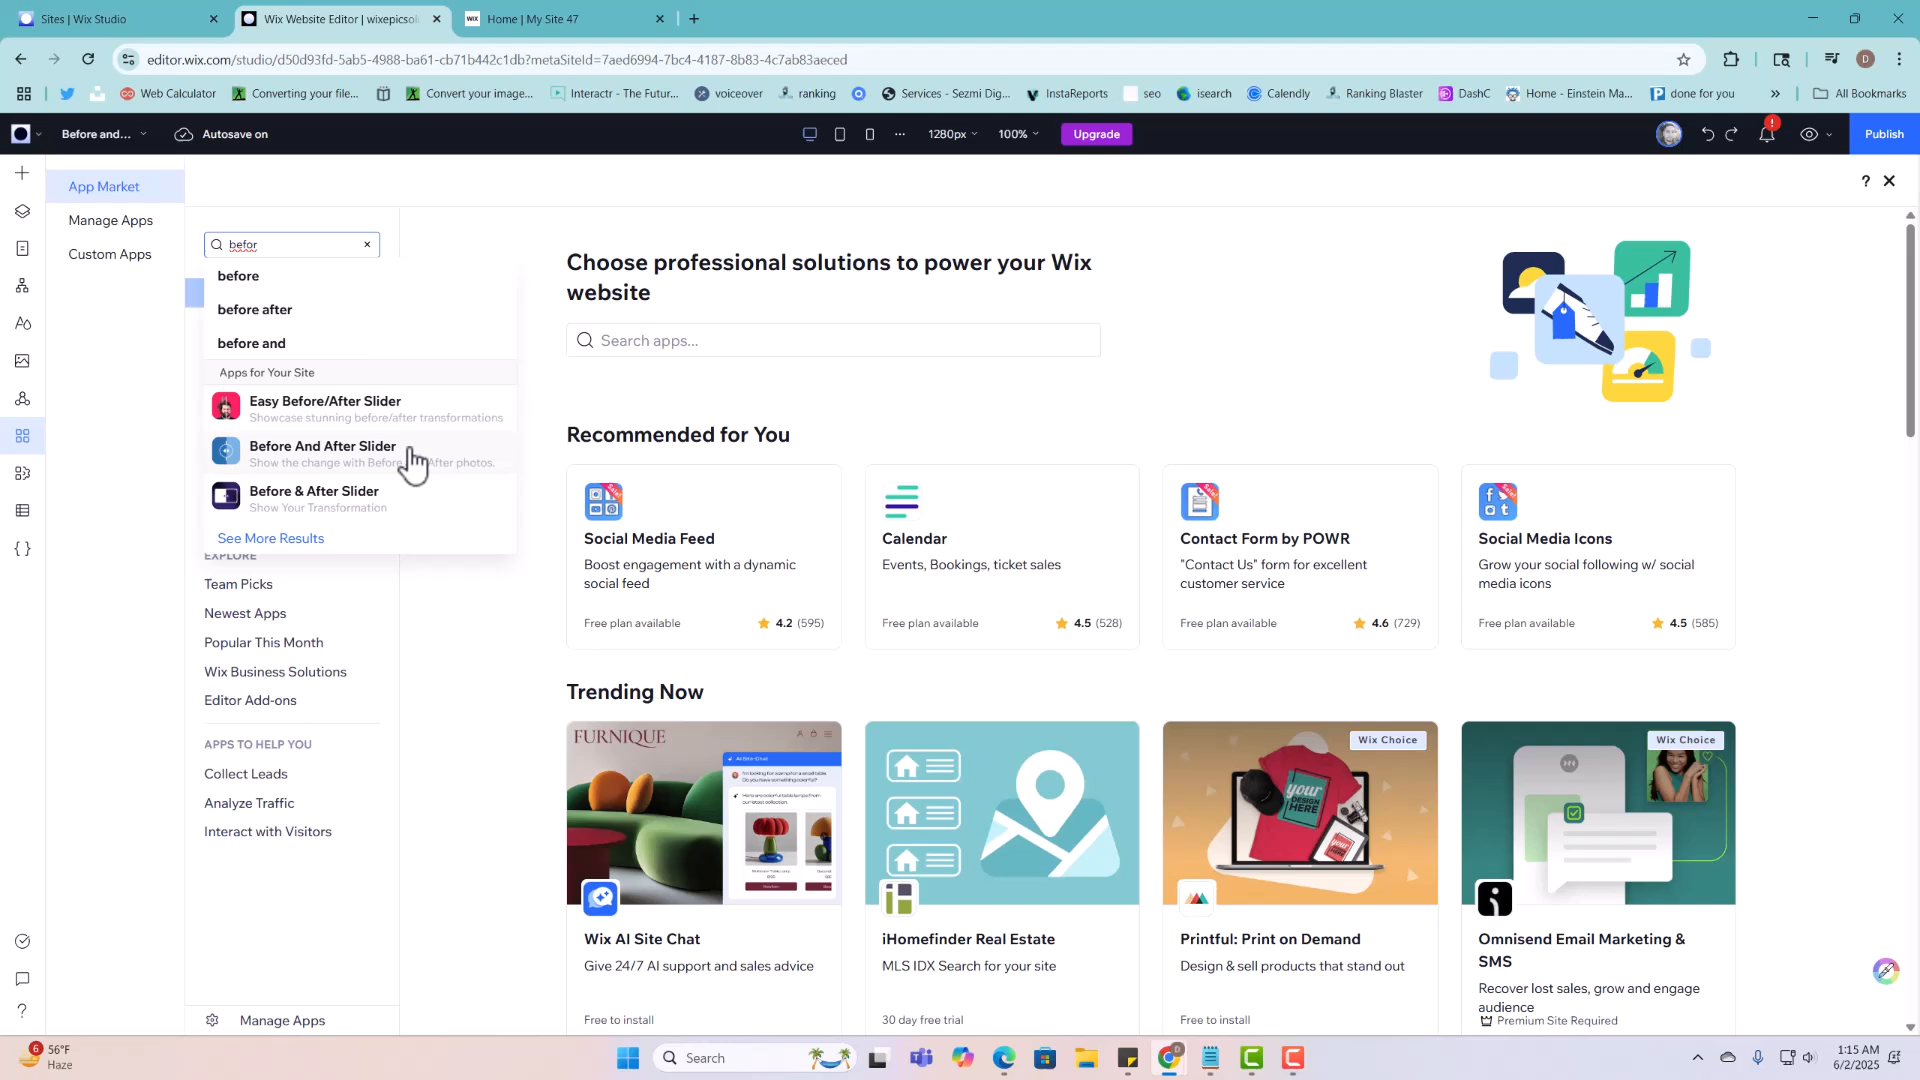 Sites | Wix Studio
Wix Website Editor | wixepicsol
Home | My Site 47
editor.wix.com/studio/d50d93fd-5ab5-4988-ba61-cb71b442c1db?metaSiteId=7aed6994-7bc4-4187-8b83-4c7ab83aeced
D
Web Calculator
Converting your file...
Convert your image...
Interactr - The Futur...
voiceover
ranking
Services - Sezmi Dig...
InstaReports
seo
isearch
Calendly
Ranking Blaster
DashC
Home - Einstein Ma...
done for you
All Bookmarks
Before and...
Autosave on
1280px
100%
Upgrade
Publish
App Market
Manage Apps
Custom Apps
befor
before
before after
before and
Apps for Your Site
Easy Before/After Slider
Showcase stunning before/after transformations
Before And After Slider
Show the change with Before After photos.
Before & After Slider
Show Your Transformation
See More Results
EXPLORE
Team Picks
Newest Apps
Popular This Month
Wix Business Solutions
Editor Add-ons
APPS TO HELP YOU
Collect Leads
Analyze Traffic
Interact with Visitors
Manage Apps
Choose professional solutions to power your Wix
website
Search apps...
Recommended for You
Social Media Feed
Boost engagement with a dynamic
social feed
Free plan available
4.2 (595)
Calendar
Events, Bookings, ticket sales
Free plan available
4.5 (528)
Contact Form by POWR
"Contact Us" form for excellent
customer service
Free plan available
4.6 (729)
Social Media Icons
Grow your social following w/ social
media icons
Free plan available
4.5 (585)
Trending Now
FURNIQUE
AI Site-Chat
Wix AI Site Chat
Give 24/7 AI support and sales advice
Free to install
iHomefinder Real Estate
MLS IDX Search for your site
30 day free trial
Wix Choice
your
DESIGN
HERE
Printful: Print on Demand
Design & sell products that stand out
Free to install
Wix Choice
Omnisend Email Marketing &
SMS
Recover lost sales, grow and engage
audience
Premium Site Required
6
56°F
Haze
Search
1:15 AM
6/2/2025